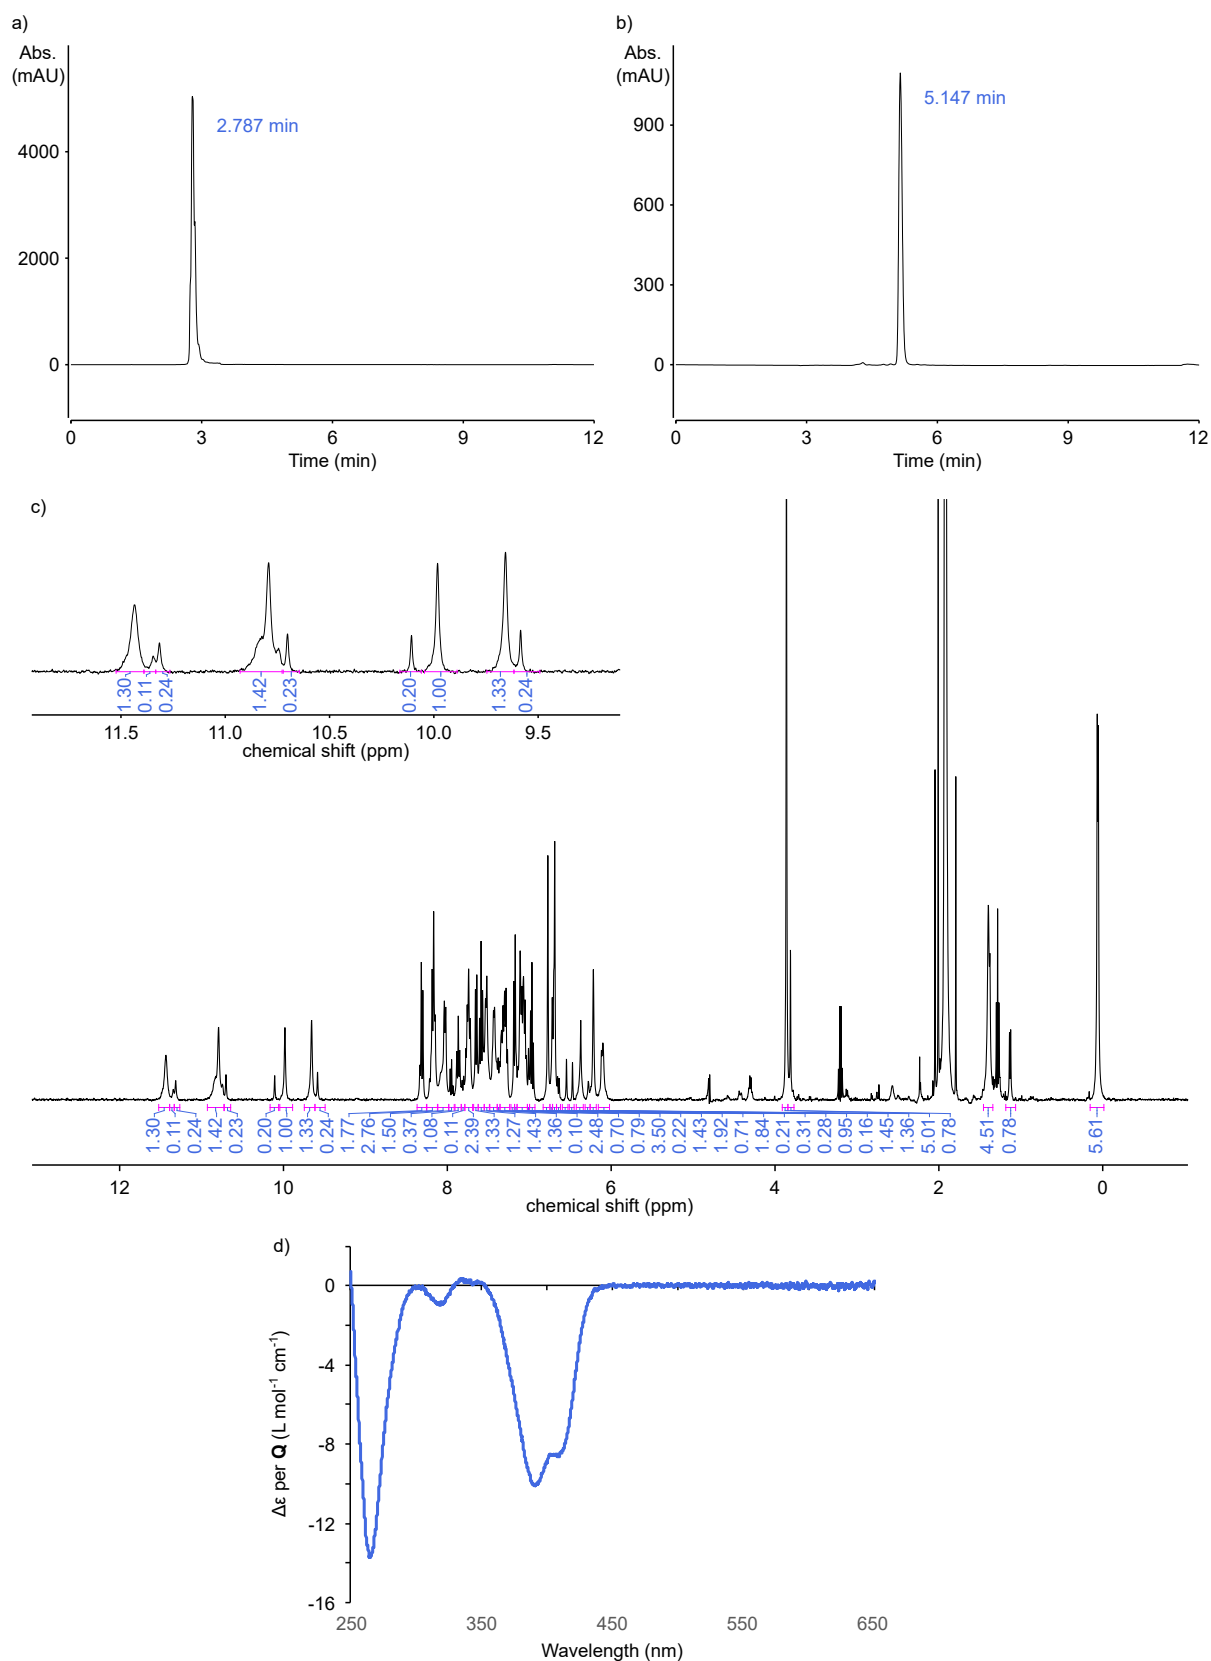 a)
Abs.
(mAU)
2.787 min
4000
2000
0
0 3 6 9 12
Time (min)
b)
Abs.
(mAU)
5.147 min
900
600
300
0
0 3 6 9 12
Time (min)
c)
1.30 0.11 0.24 1.42 0.23 0.20 1.00 1.33 0.24
11.5 11.0 10.5 10.0 9.5
chemical shift (ppm)
1.30 0.11 0.24 1.42 0.23 0.20 1.00 1.33 0.24 1.77 2.76 1.50 0.37 1.08 0.11 2.39 1.33 1.27 1.43 1.36 0.10 2.48 0.70 0.79 3.50 0.22 1.43 1.92 0.71 1.84 0.21 0.31 0.28 0.95 0.16 1.45 1.36 5.01 0.78 4.51 0.78 5.61
12 10 8 6 4 2 0
chemical shift (ppm)
d)
0
-4
-8
-12
-16
Δε per Q (L mol-1 cm-1)
250 350 450 550 650
Wavelength (nm)